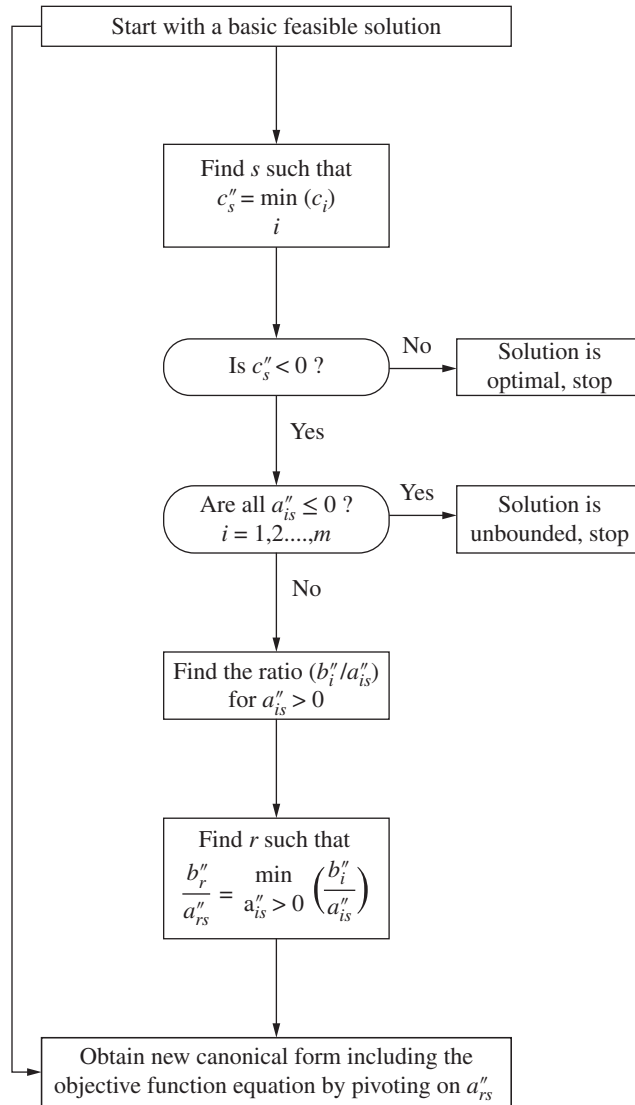 Start with a basic feasible solution
Find s such that
c″s = min (ci)
i
Is c″s < 0 ?
No
Solution is
optimal, stop
Yes
Are all a″is ≤ 0 ?
i = 1,2....,m
Yes
Solution is
unbounded, stop
No
Find the ratio (b″i/a″is)
for a″is > 0
Find r such that
b″r/a″rs = min a″is > 0 (b″i/a″is)
Obtain new canonical form including the
objective function equation by pivoting on a″rs